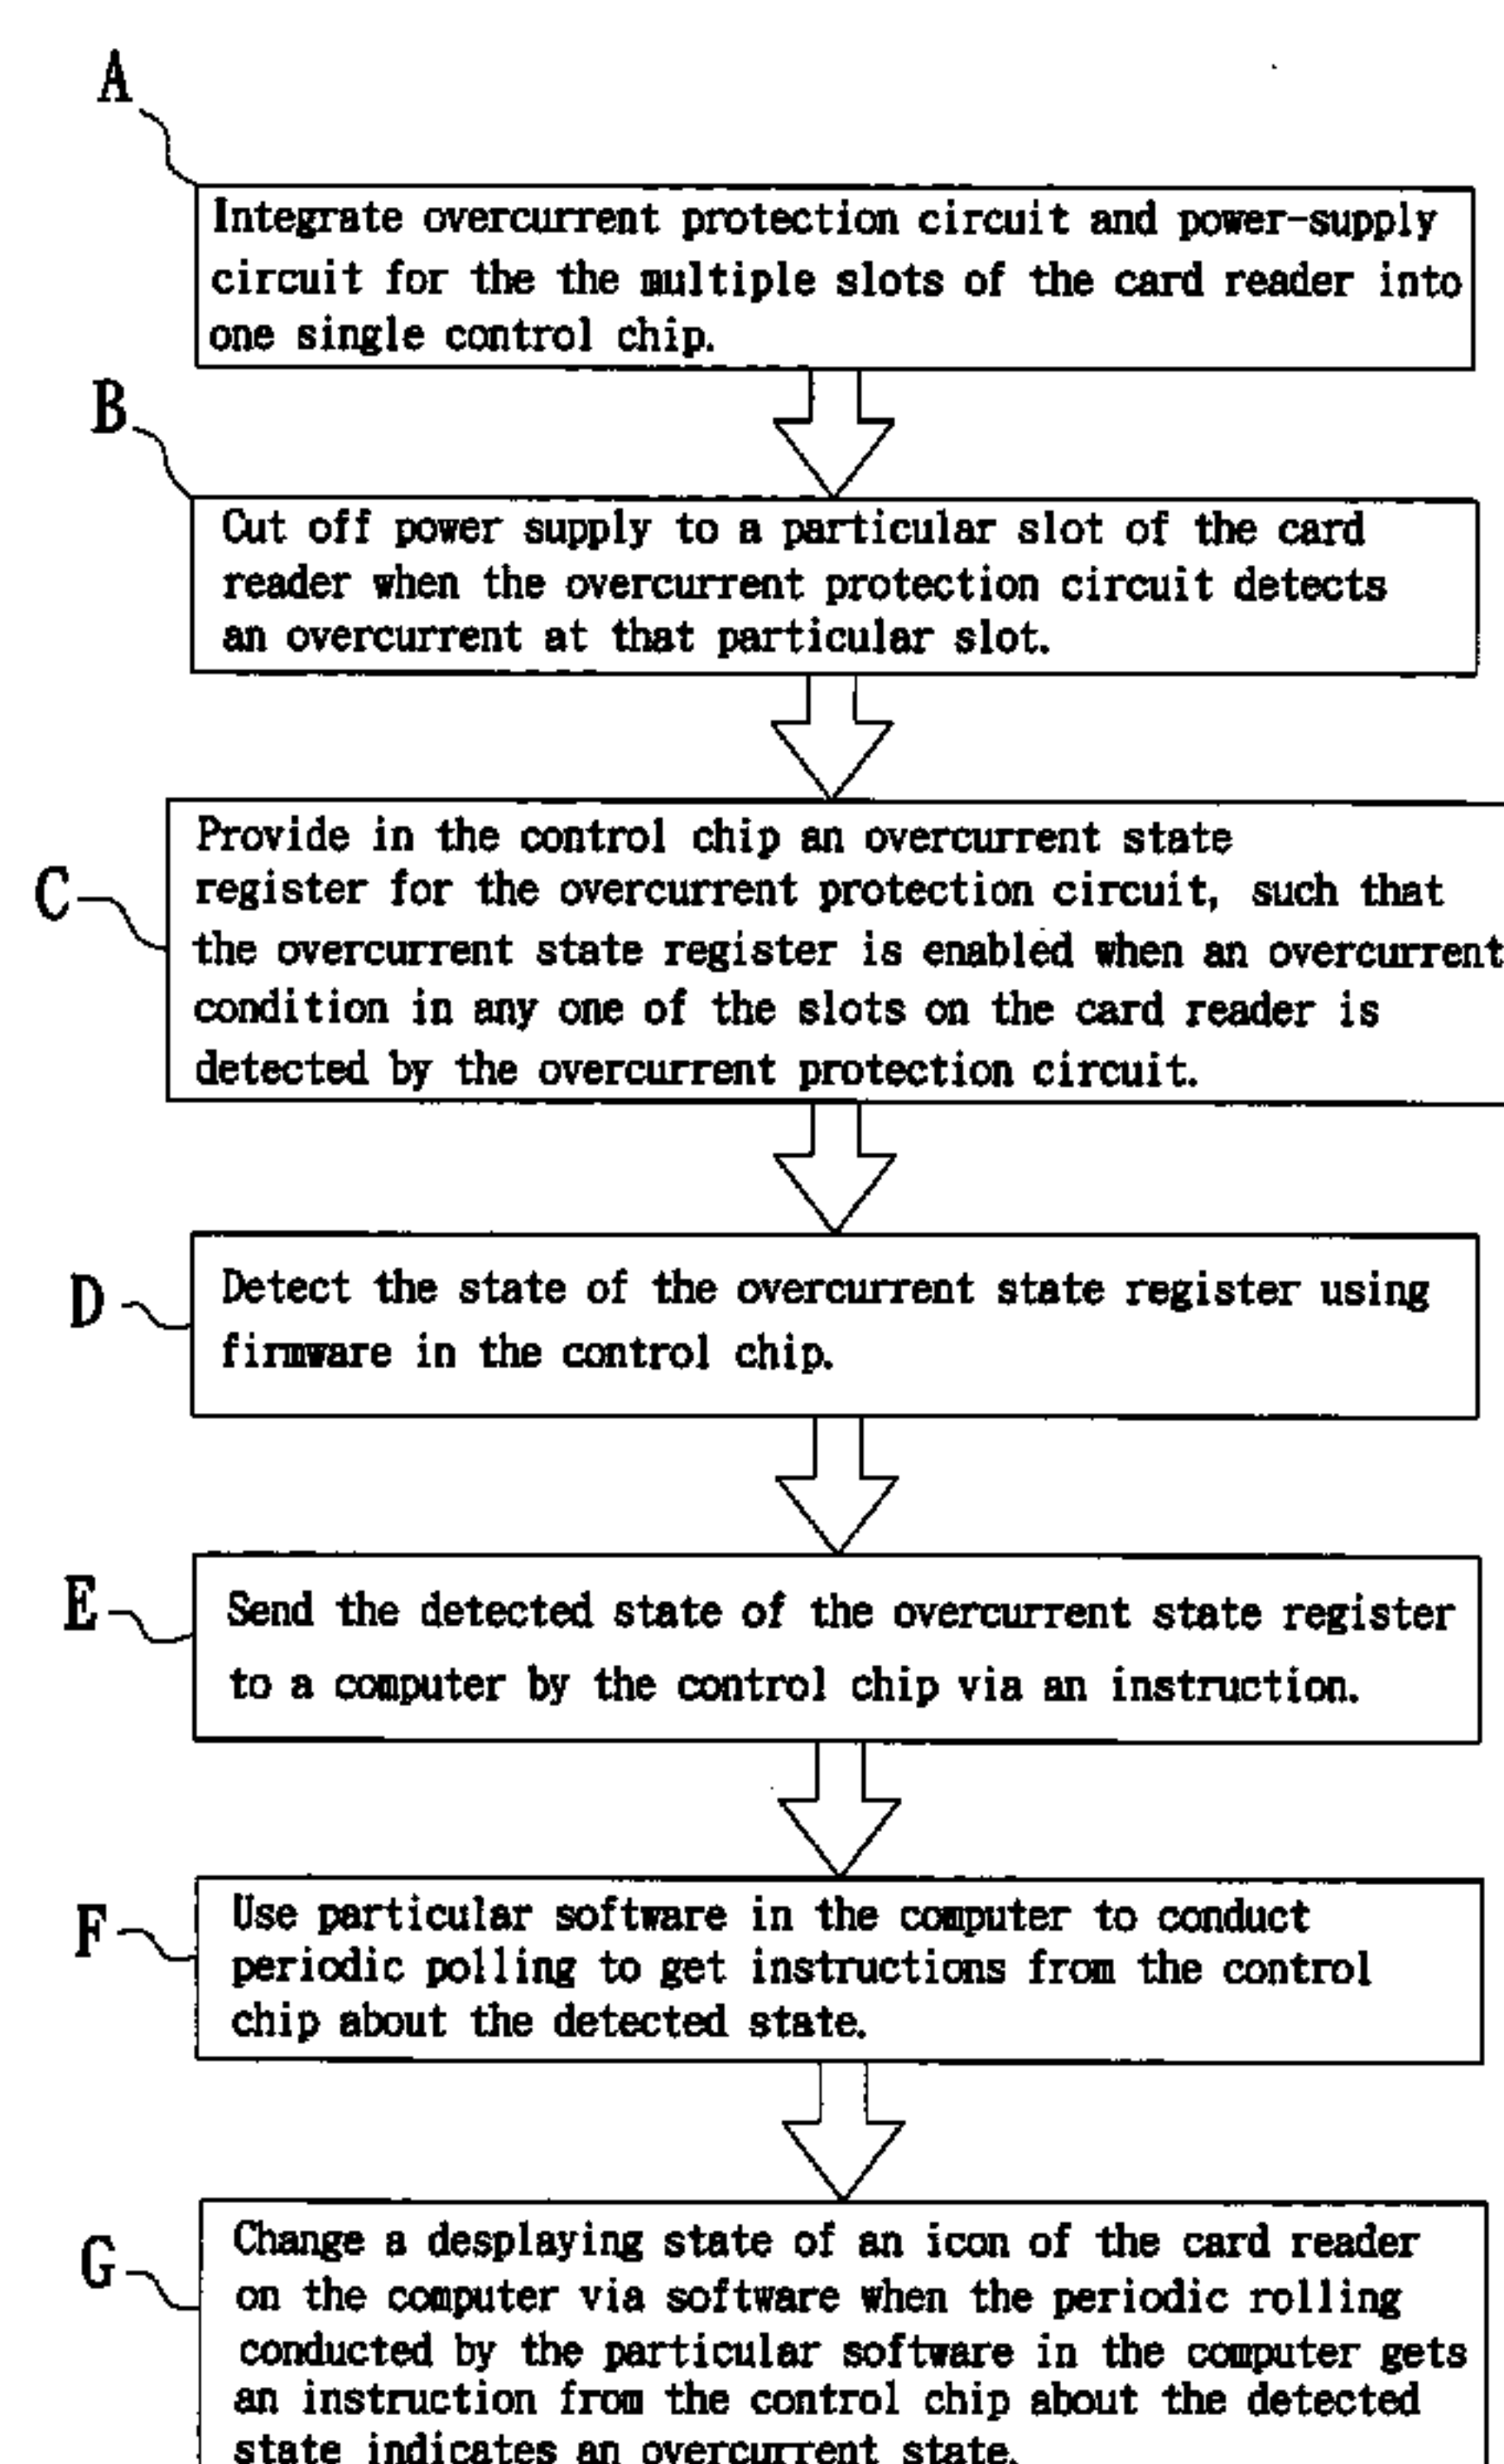 A
Integrate overcurrent protection circuit and power-supply
circuit for the the multiple slots of the card reader into
one single control chip.
B
Cut off power supply to a particular slot of the card
reader when the overcurrent protection circuit detects
an overcurrent at that particular slot.
C
Provide in the control chip an overcurrent state
register for the overcurrent protection circuit, such that
the overcurrent state register is enabled when an overcurrent
condition in any one of the slots on the card reader is
detected by the overcurrent protection circuit.
D
Detect the state of the overcurrent state register using
firmware in the control chip.
E
Send the detected state of the overcurrent state register
to a computer by the control chip via an instruction.
F
Use particular software in the computer to conduct
periodic polling to get instructions from the control
chip about the detected state.
G
Change a desplaying state of an icon of the card reader
on the computer via software when the periodic rolling
conducted by the particular software in the computer gets
an instruction from the control chip about the detected
state indicates an overcurrent state.